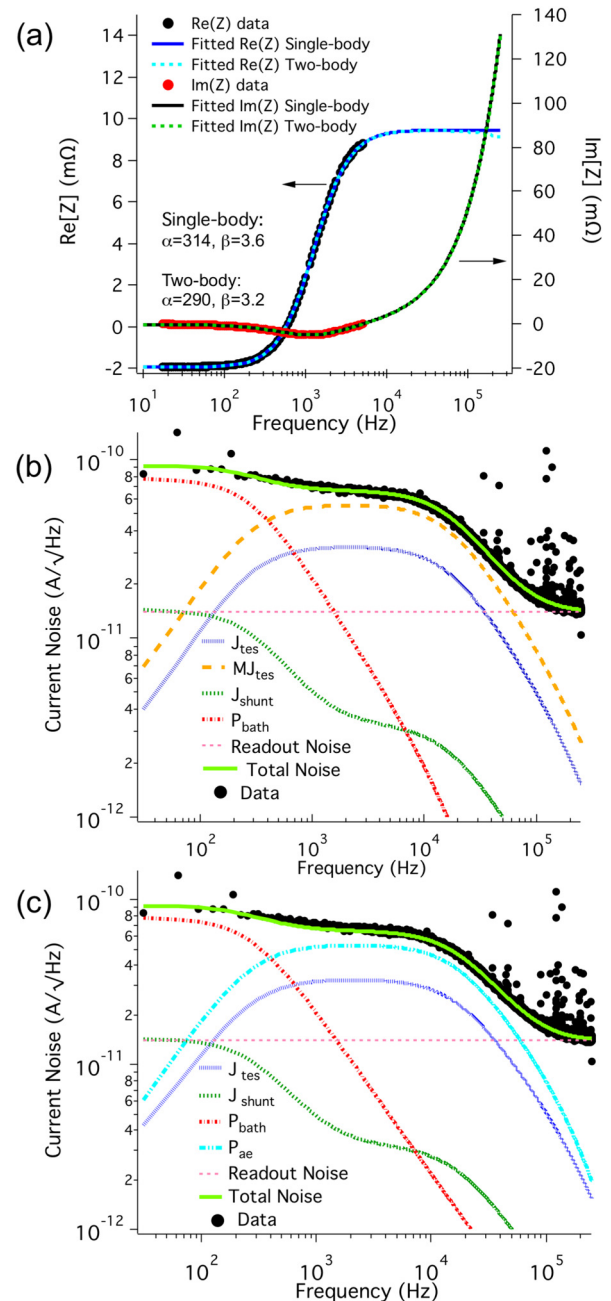 (a)
Re(Z) data
Fitted Re(Z) Single-body
Fitted Re(Z) Two-body
Im(Z) data
Fitted Im(Z) Single-body
Fitted Im(Z) Two-body
Single-body:
α=314, β=3.6
Two-body:
α=290, β=3.2
Re[Z] (mΩ)
14
12
10
8
6
4
2
0
-2
Im[Z] (mΩ)
140
120
100
80
60
40
20
0
-20
10¹ 10² 10³ 10⁴ 10⁵
Frequency (Hz)
(b)
Current Noise (A/√Hz)
10⁻¹⁰
8
6
4
2
10⁻¹¹
8
6
4
2
10⁻¹²
J_tes
MJ_tes
J_shunt
P_bath
Readout Noise
Total Noise
Data
10² 10³ 10⁴ 10⁵
Frequency (Hz)
(c)
Current Noise (A/√Hz)
10⁻¹⁰
8
6
4
2
10⁻¹¹
8
6
4
2
10⁻¹²
J_tes
J_shunt
P_bath
P_ae
Readout Noise
Total Noise
Data
10² 10³ 10⁴ 10⁵
Frequency (Hz)